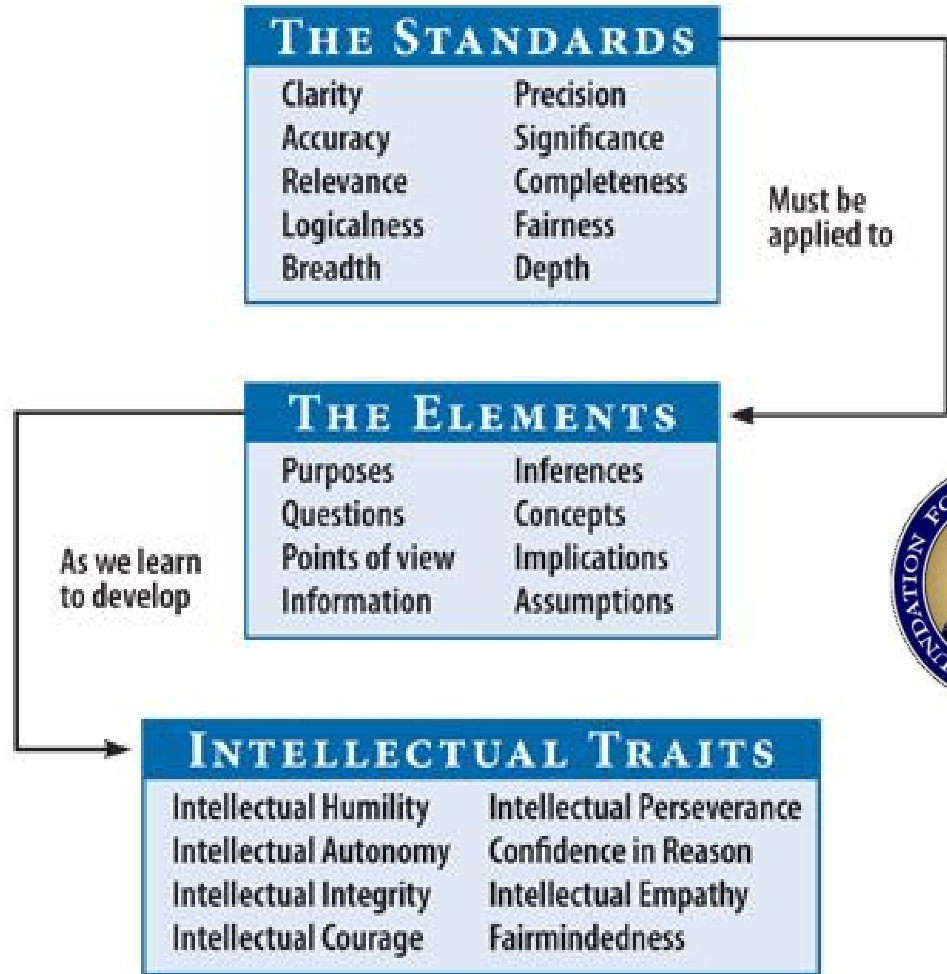 THE STANDARDS
Clarity Precision
Accuracy Significance
Relevance Completeness
Logicalness Fairness
Breadth Depth
Must be
applied to
THE ELEMENTS
Purposes Inferences
Questions Concepts
Points of view Implications
Information Assumptions
As we learn
to develop
INTELLECTUAL TRAITS
Intellectual Humility Intellectual Perseverance
Intellectual Autonomy Confidence in Reason
Intellectual Integrity Intellectual Empathy
Intellectual Courage Fairmindedness